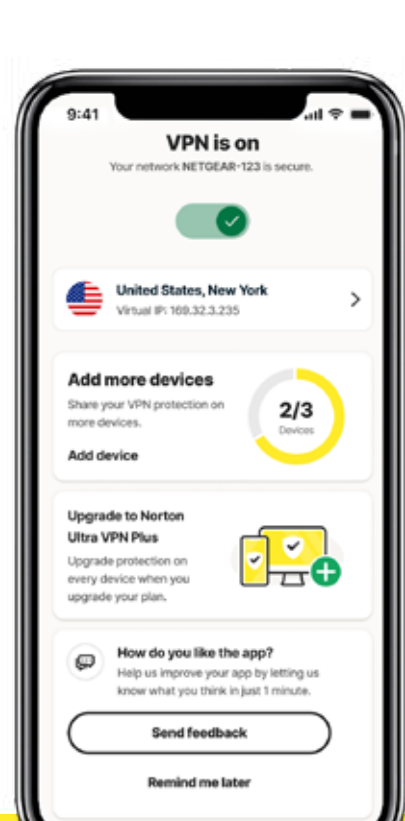 9:41
VPN is on
Your network NETGEAR-123 is secure.
United States, New York
Virtual IP: 169.32.3.235
Add more devices
Share your VPN protection on
more devices.
Add device
2/3
Devices
Upgrade to Norton
Ultra VPN Plus
Upgrade protection on
every device when you
upgrade your plan.
How do you like the app?
Help us improve your app by letting us
know what you think in just 1 minute.
Send feedback
Remind me later